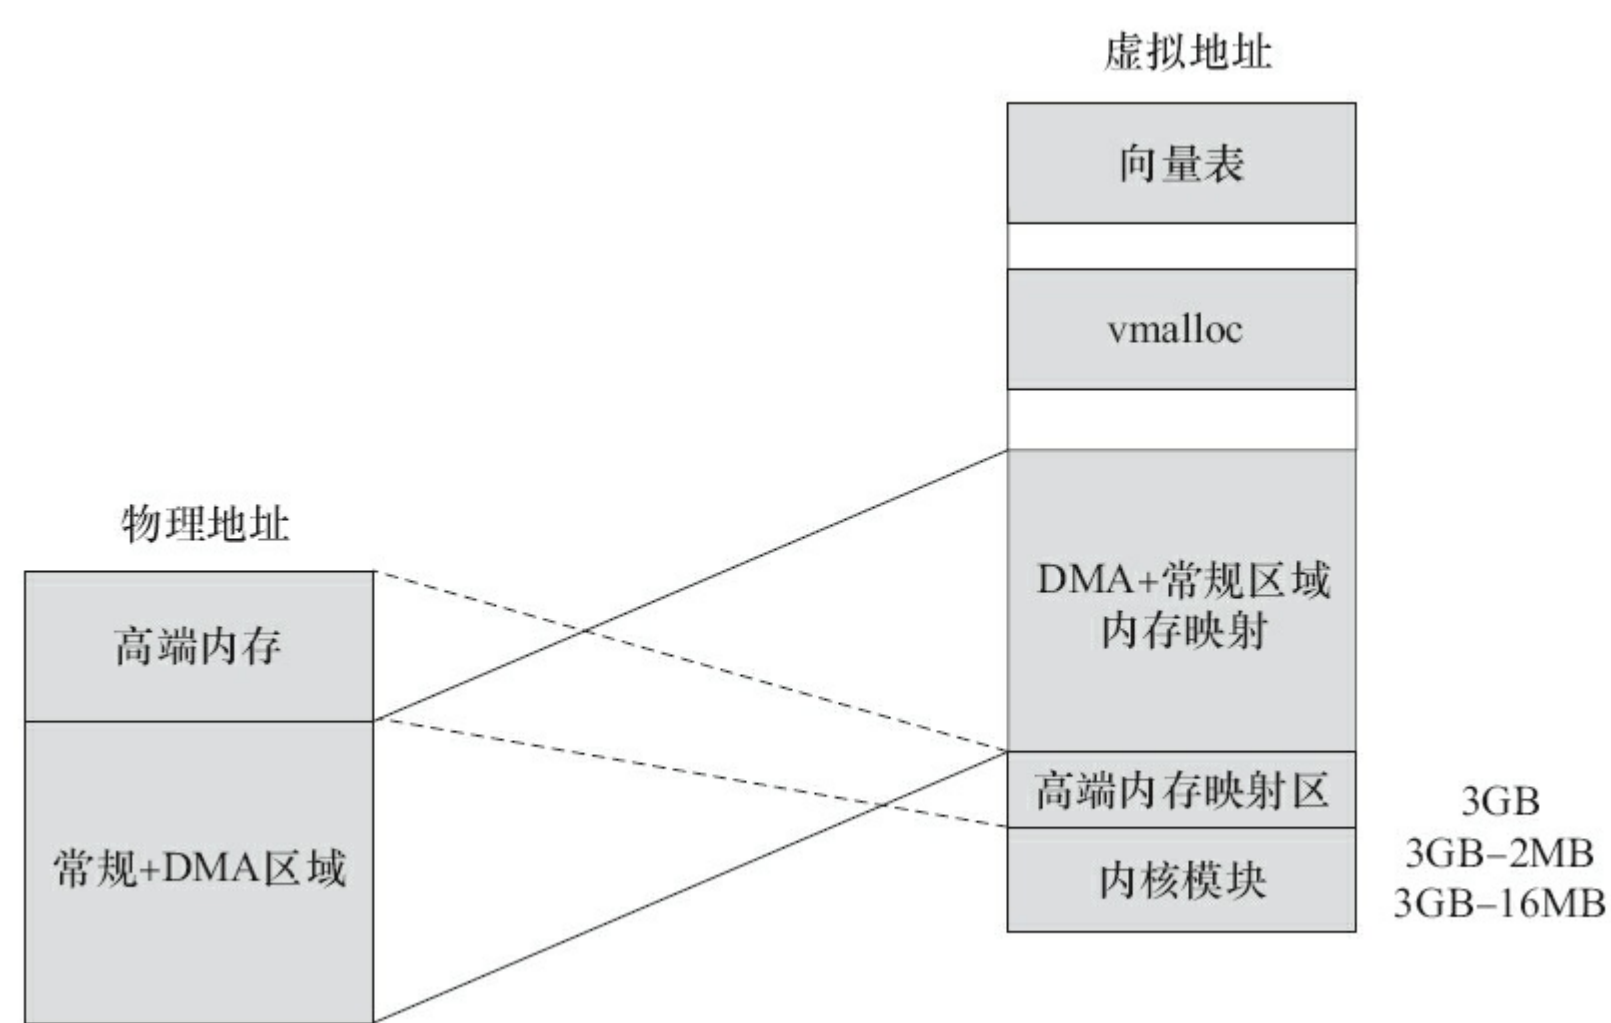 虚拟地址
向量表
vmalloc
物理地址
高端内存
常规+DMA区域
DMA+常规区域
内存映射
高端内存映射区
内核模块
3GB
3GB–2MB
3GB–16MB